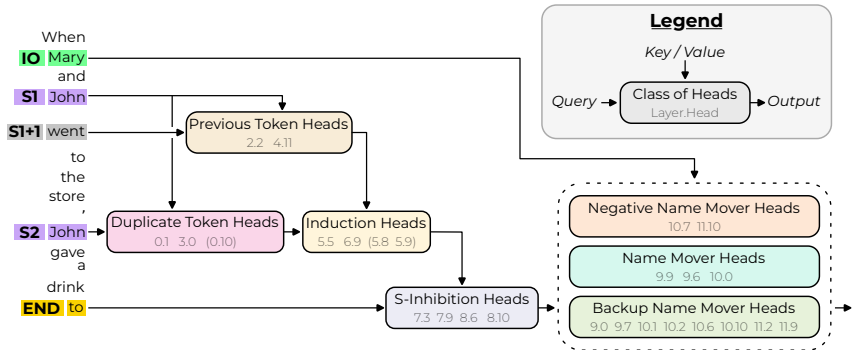 When
IO Mary
and
S1 John
S1+1 went
to
the
store
,
S2 John
gave
a
drink
END to
Previous Token Heads
2.2 4.11
Duplicate Token Heads
0.1 3.0 (0.10)
Induction Heads
5.5 6.9 (5.8 5.9)
S-Inhibition Heads
7.3 7.9 8.6 8.10
Legend
Key / Value
Query
Class of Heads
Layer.Head
Output
Negative Name Mover Heads
10.7 11.10
Name Mover Heads
9.9 9.6 10.0
Backup Name Mover Heads
9.0 9.7 10.1 10.2 10.6 10.10 11.2 11.9